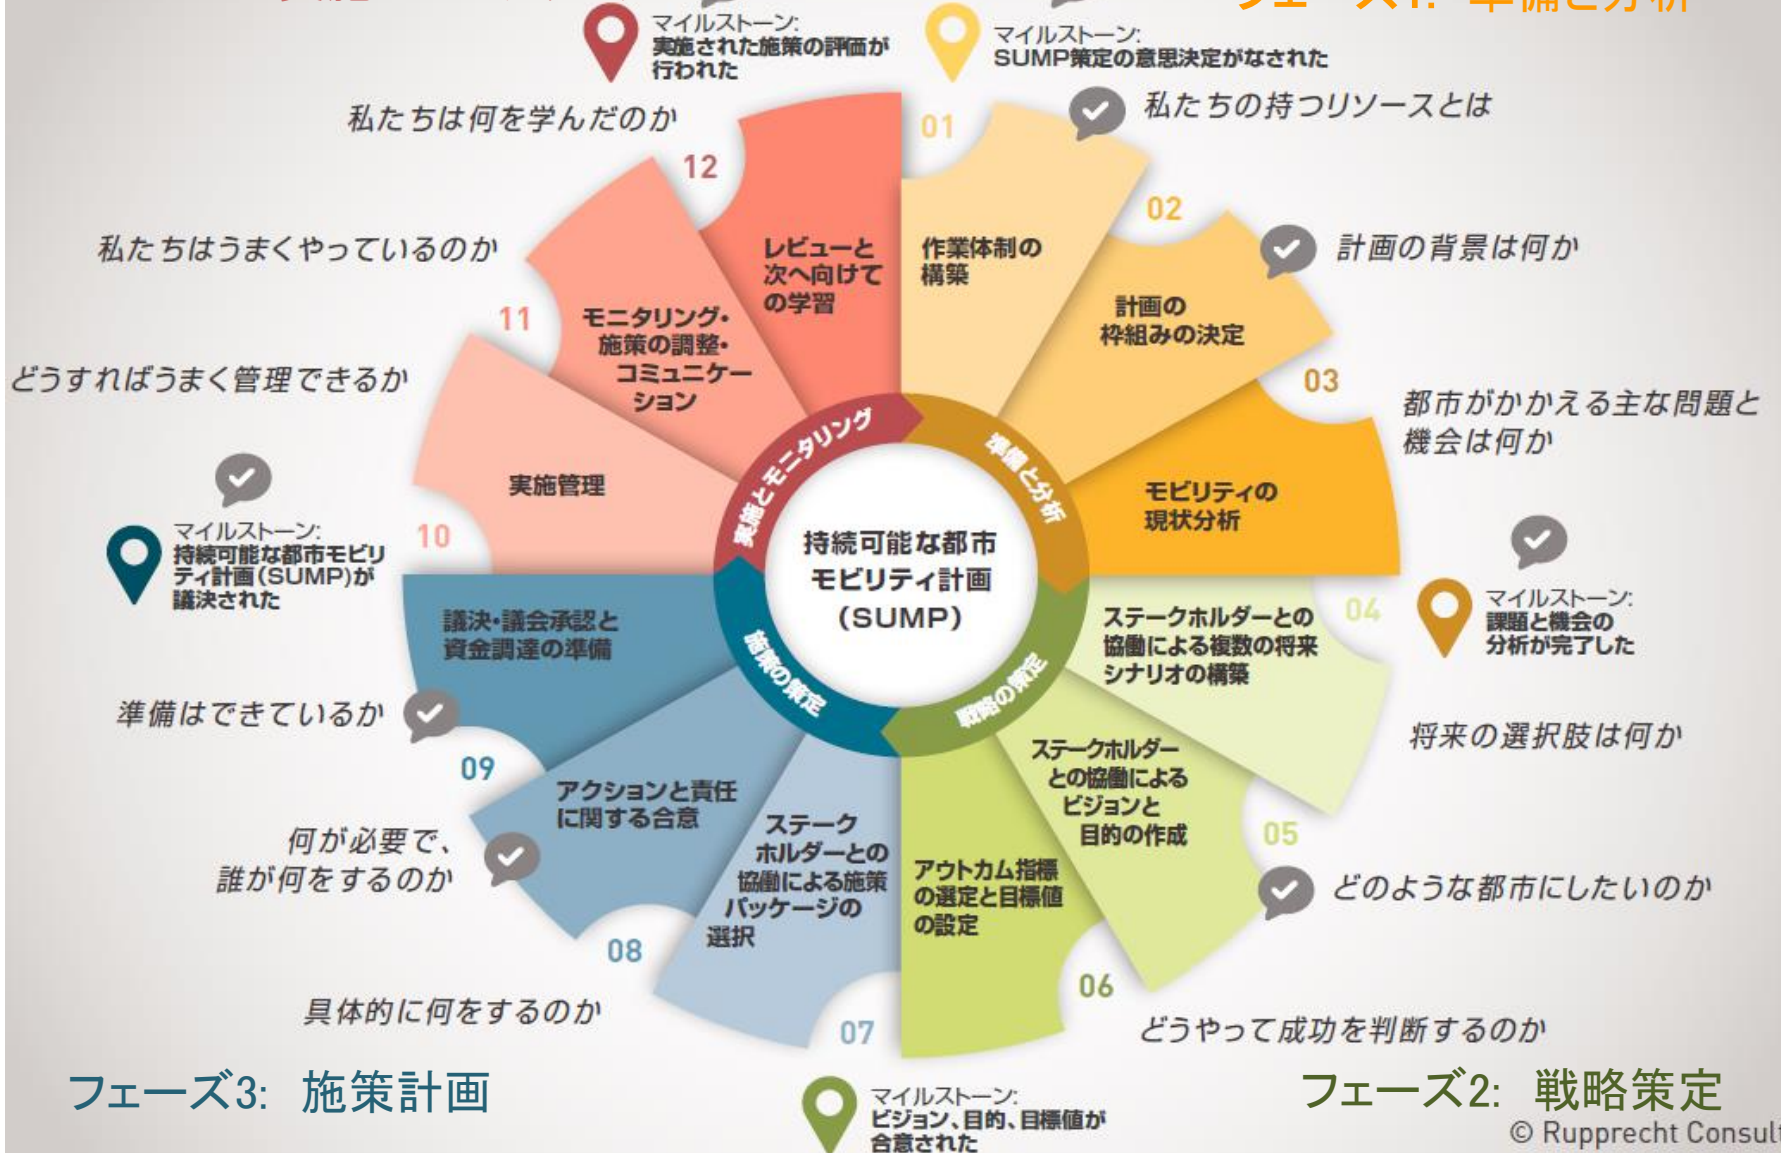 フェーズ1: 準備と分析
マイルストーン:
実施された施策の評価が
行われた
マイルストーン:
SUMP策定の意思決定がなされた
私たちは何を学んだのか
私たちの持つリソースとは
01
12
02
私たちはうまくやっているのか
計画の背景は何か
レビューと
次へ向けて
の学習
作業体制の
構築
11
モニタリング・
施策の調整・
コミュニケー
ション
計画の
枠組みの決定
03
どうすればうまく管理できるか
都市がかかえる主な問題と
機会は何か
実施とモニタリング
準備と分析
実施管理
モビリティの
現状分析
マイルストーン:
持続可能な都市モビリ
ティ計画(SUMP)が
議決された
10
持続可能な都市
モビリティ計画
(SUMP)
議決・議会承認と
資金調達の準備
ステークホルダーとの
協働による複数の将来
シナリオの構築
04
マイルストーン:
課題と機会の
分析が完了した
施策の策定
戦略の策定
準備はできているか
将来の選択肢は何か
09
アクションと責任
に関する合意
ステークホルダー
との協働による
ビジョンと
目的の作成
05
何が必要で、
誰が何をするのか
ステーク
ホルダーとの
協働による施策
パッケージの
選択
アウトカム指標
の選定と目標値
の設定
どのような都市にしたいのか
08
06
具体的に何をするのか
07
どうやって成功を判断するのか
フェーズ3: 施策計画
フェーズ2: 戦略策定
マイルストーン:
ビジョン、目的、目標値が
合意された
© Rupprecht Consult